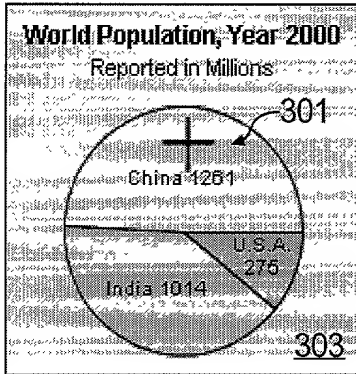 World Population, Year 2000
Reported in Millions
301
China 1261
U.S.A.
275
India 1014
303